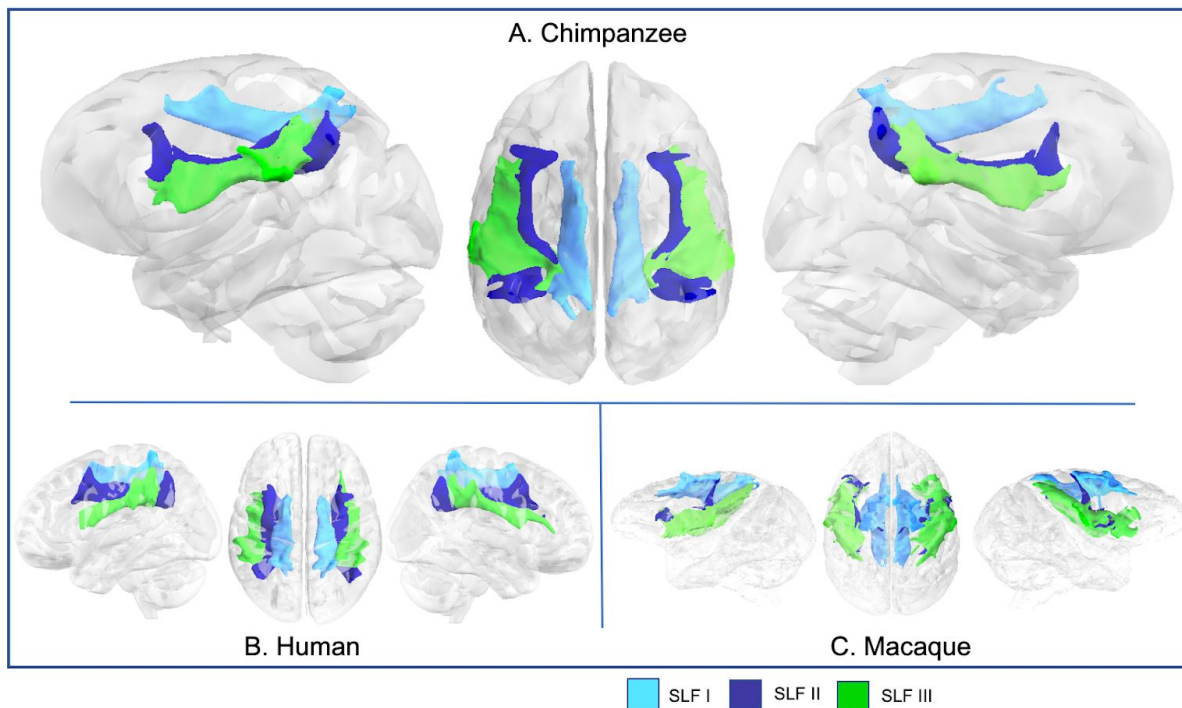 A. Chimpanzee
B. Human
C. Macaque
SLF I
SLF II
SLF III